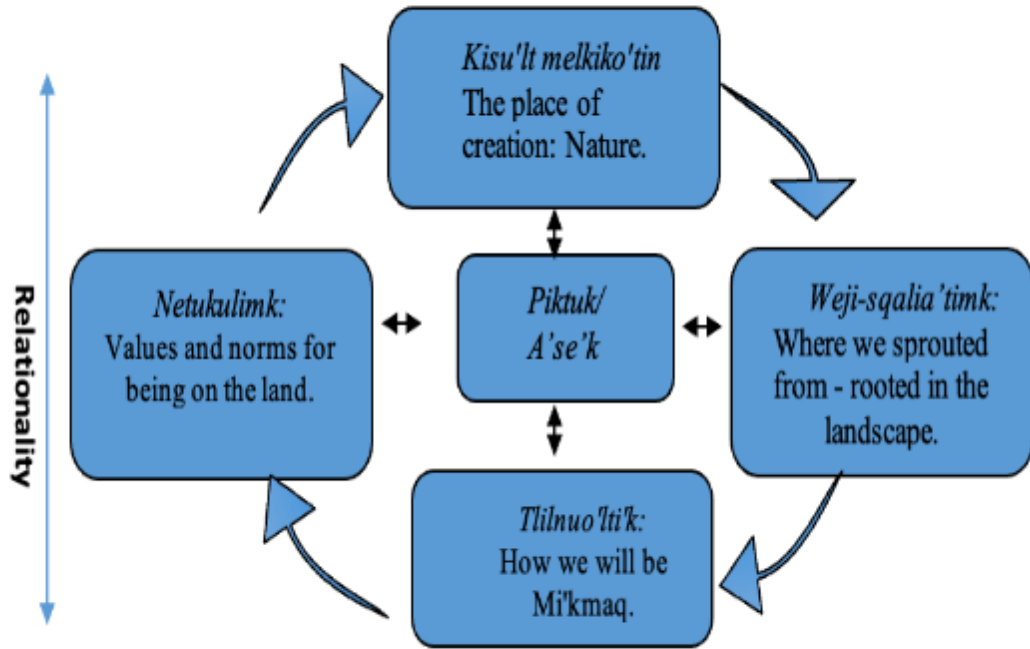 Kisu'lt melkiko'tin
The place of
creation: Nature.
Relationality
Netukulimk:
Values and norms for
being on the land.
Piktuk/
A’se’k
Weji-sqalia’timk:
Where we sprouted
from - rooted in the
landscape.
Tlilnuo'lti'k:
How we will be
Mi'kmaq.